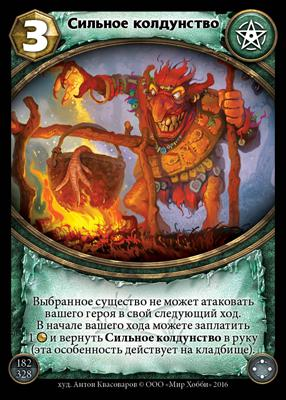 3
Сильное колдунство
Выбранное существо не может атаковать
вашего героя в свой следующий ход.
В начале вашего хода можете заплатить
1 и вернуть Сильное колдунство в руку
(эта особенность действует на кладбище).
182
328
худ. Антон Квасоваров © ООО «Мир Хобби» 2016